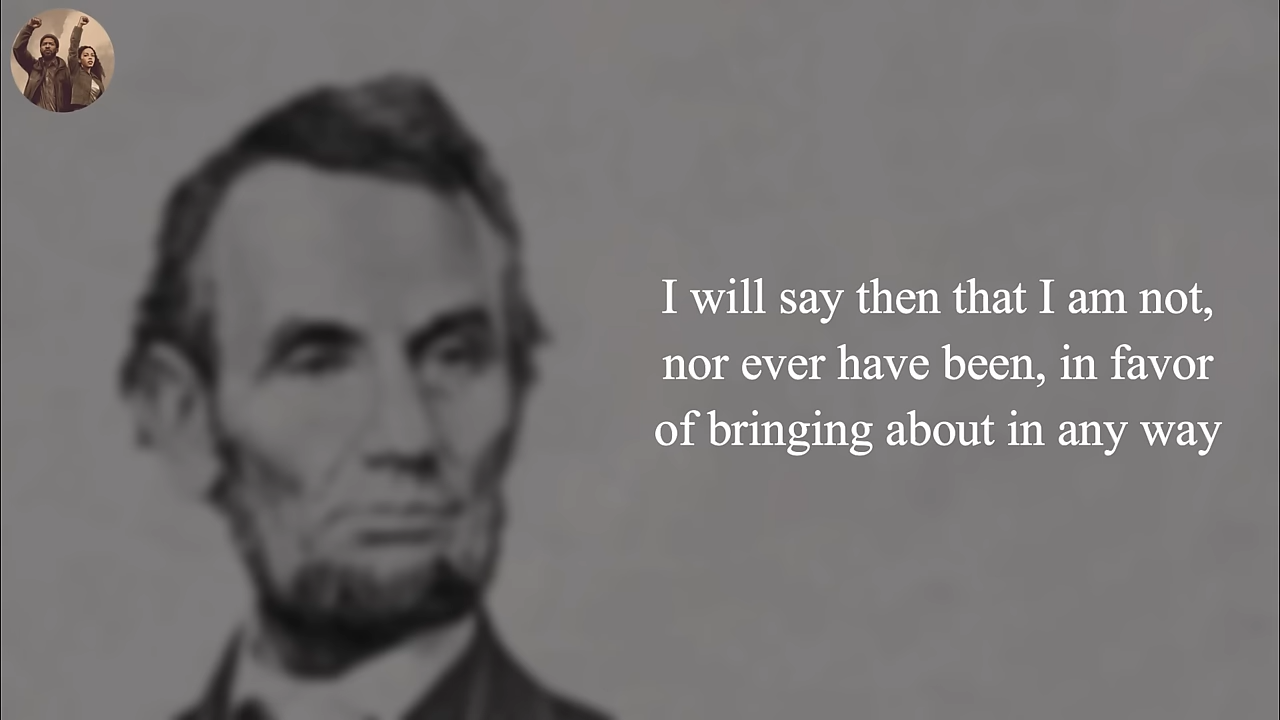 I will say then that I am not,
nor ever have been, in favor
of bringing about in any way